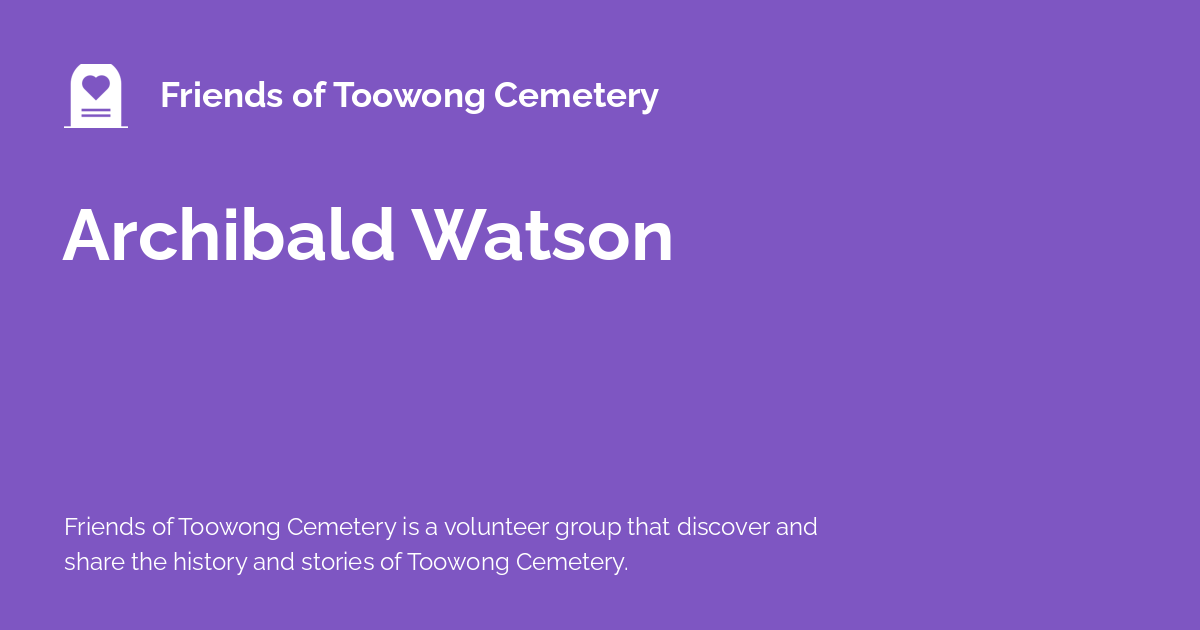 Friends of Toowong Cemetery
Archibald Watson
Friends of Toowong Cemetery is a volunteer group that discover and
share the history and stories of Toowong Cemetery.